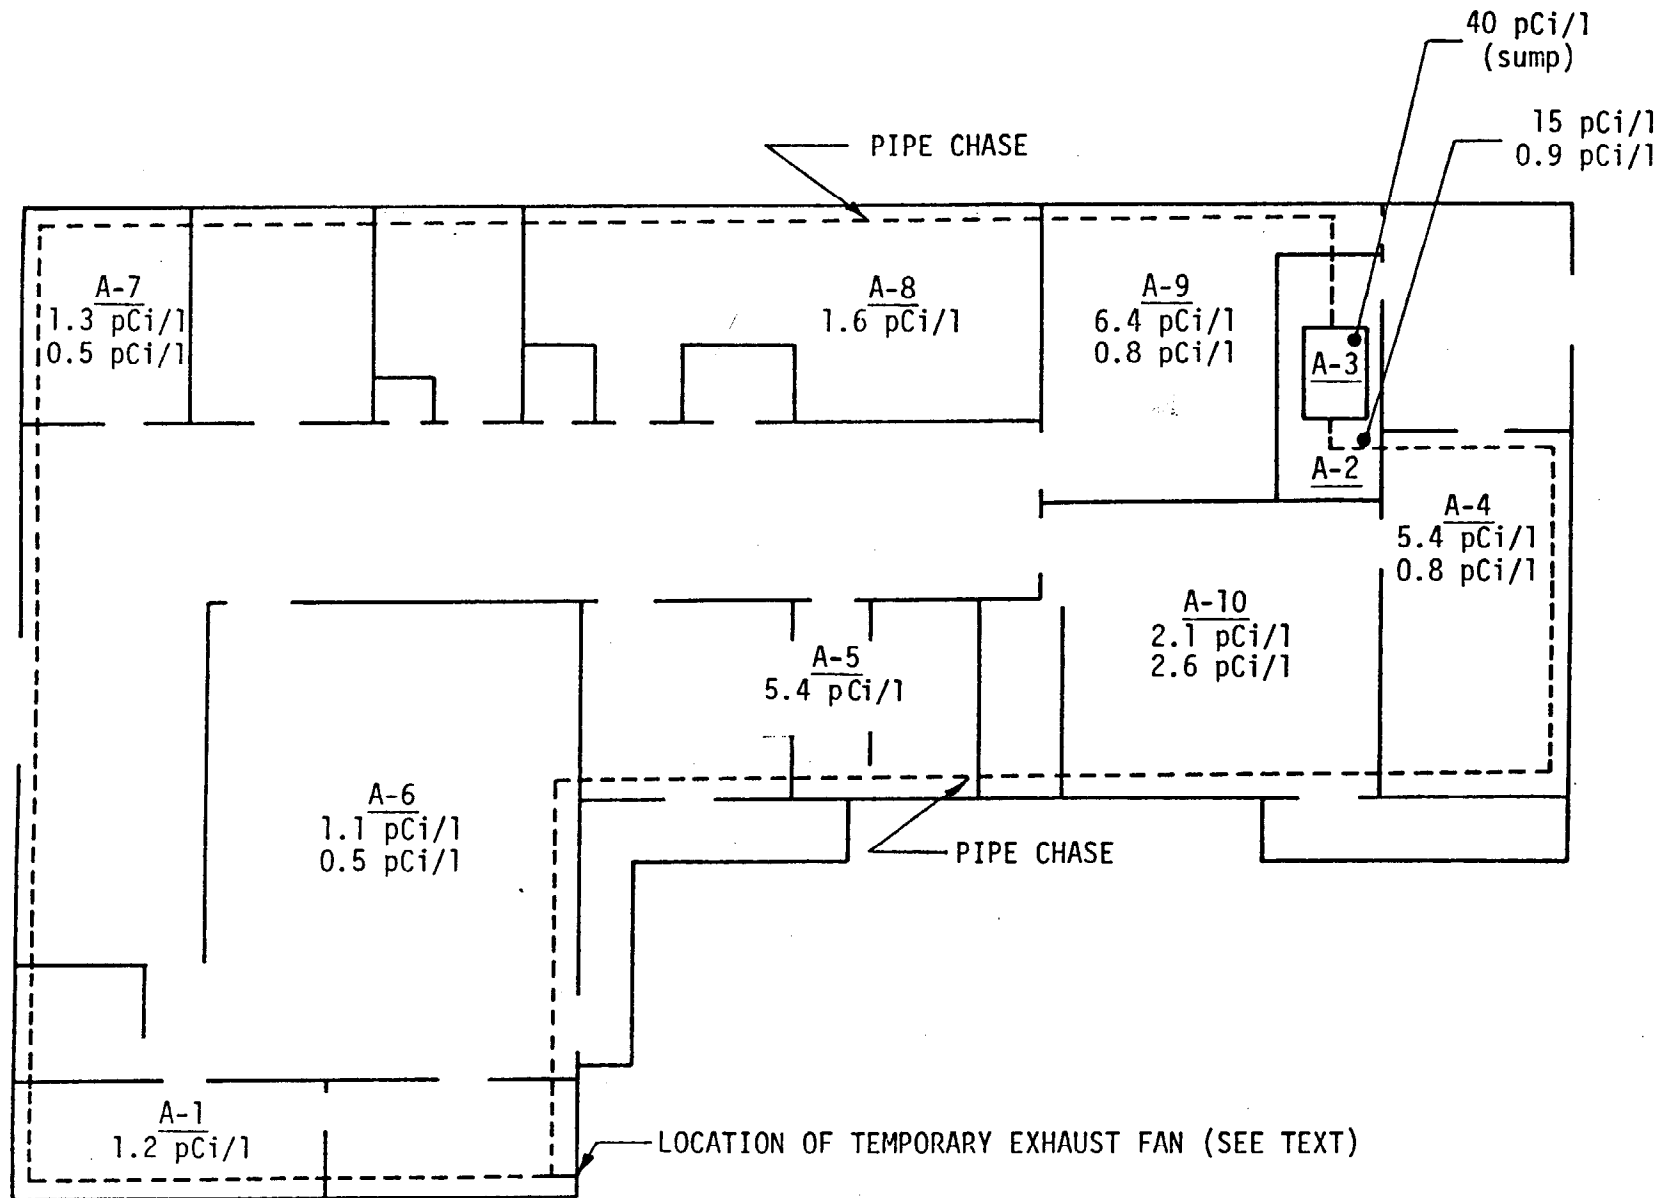 40 pCi/l
(sump)
15 pCi/l
0.9 pCi/l
PIPE CHASE
A-7
1.3 pCi/l
0.5 pCi/l
A-8
1.6 pCi/l
A-9
6.4 pCi/l
0.8 pCi/l
A-3
A-2
A-4
5.4 pCi/l
0.8 pCi/l
A-10
2.1 pCi/l
2.6 pCi/l
A-5
5.4 pCi/l
A-6
1.1 pCi/l
0.5 pCi/l
PIPE CHASE
A-1
1.2 pCi/l
LOCATION OF TEMPORARY EXHAUST FAN (SEE TEXT)